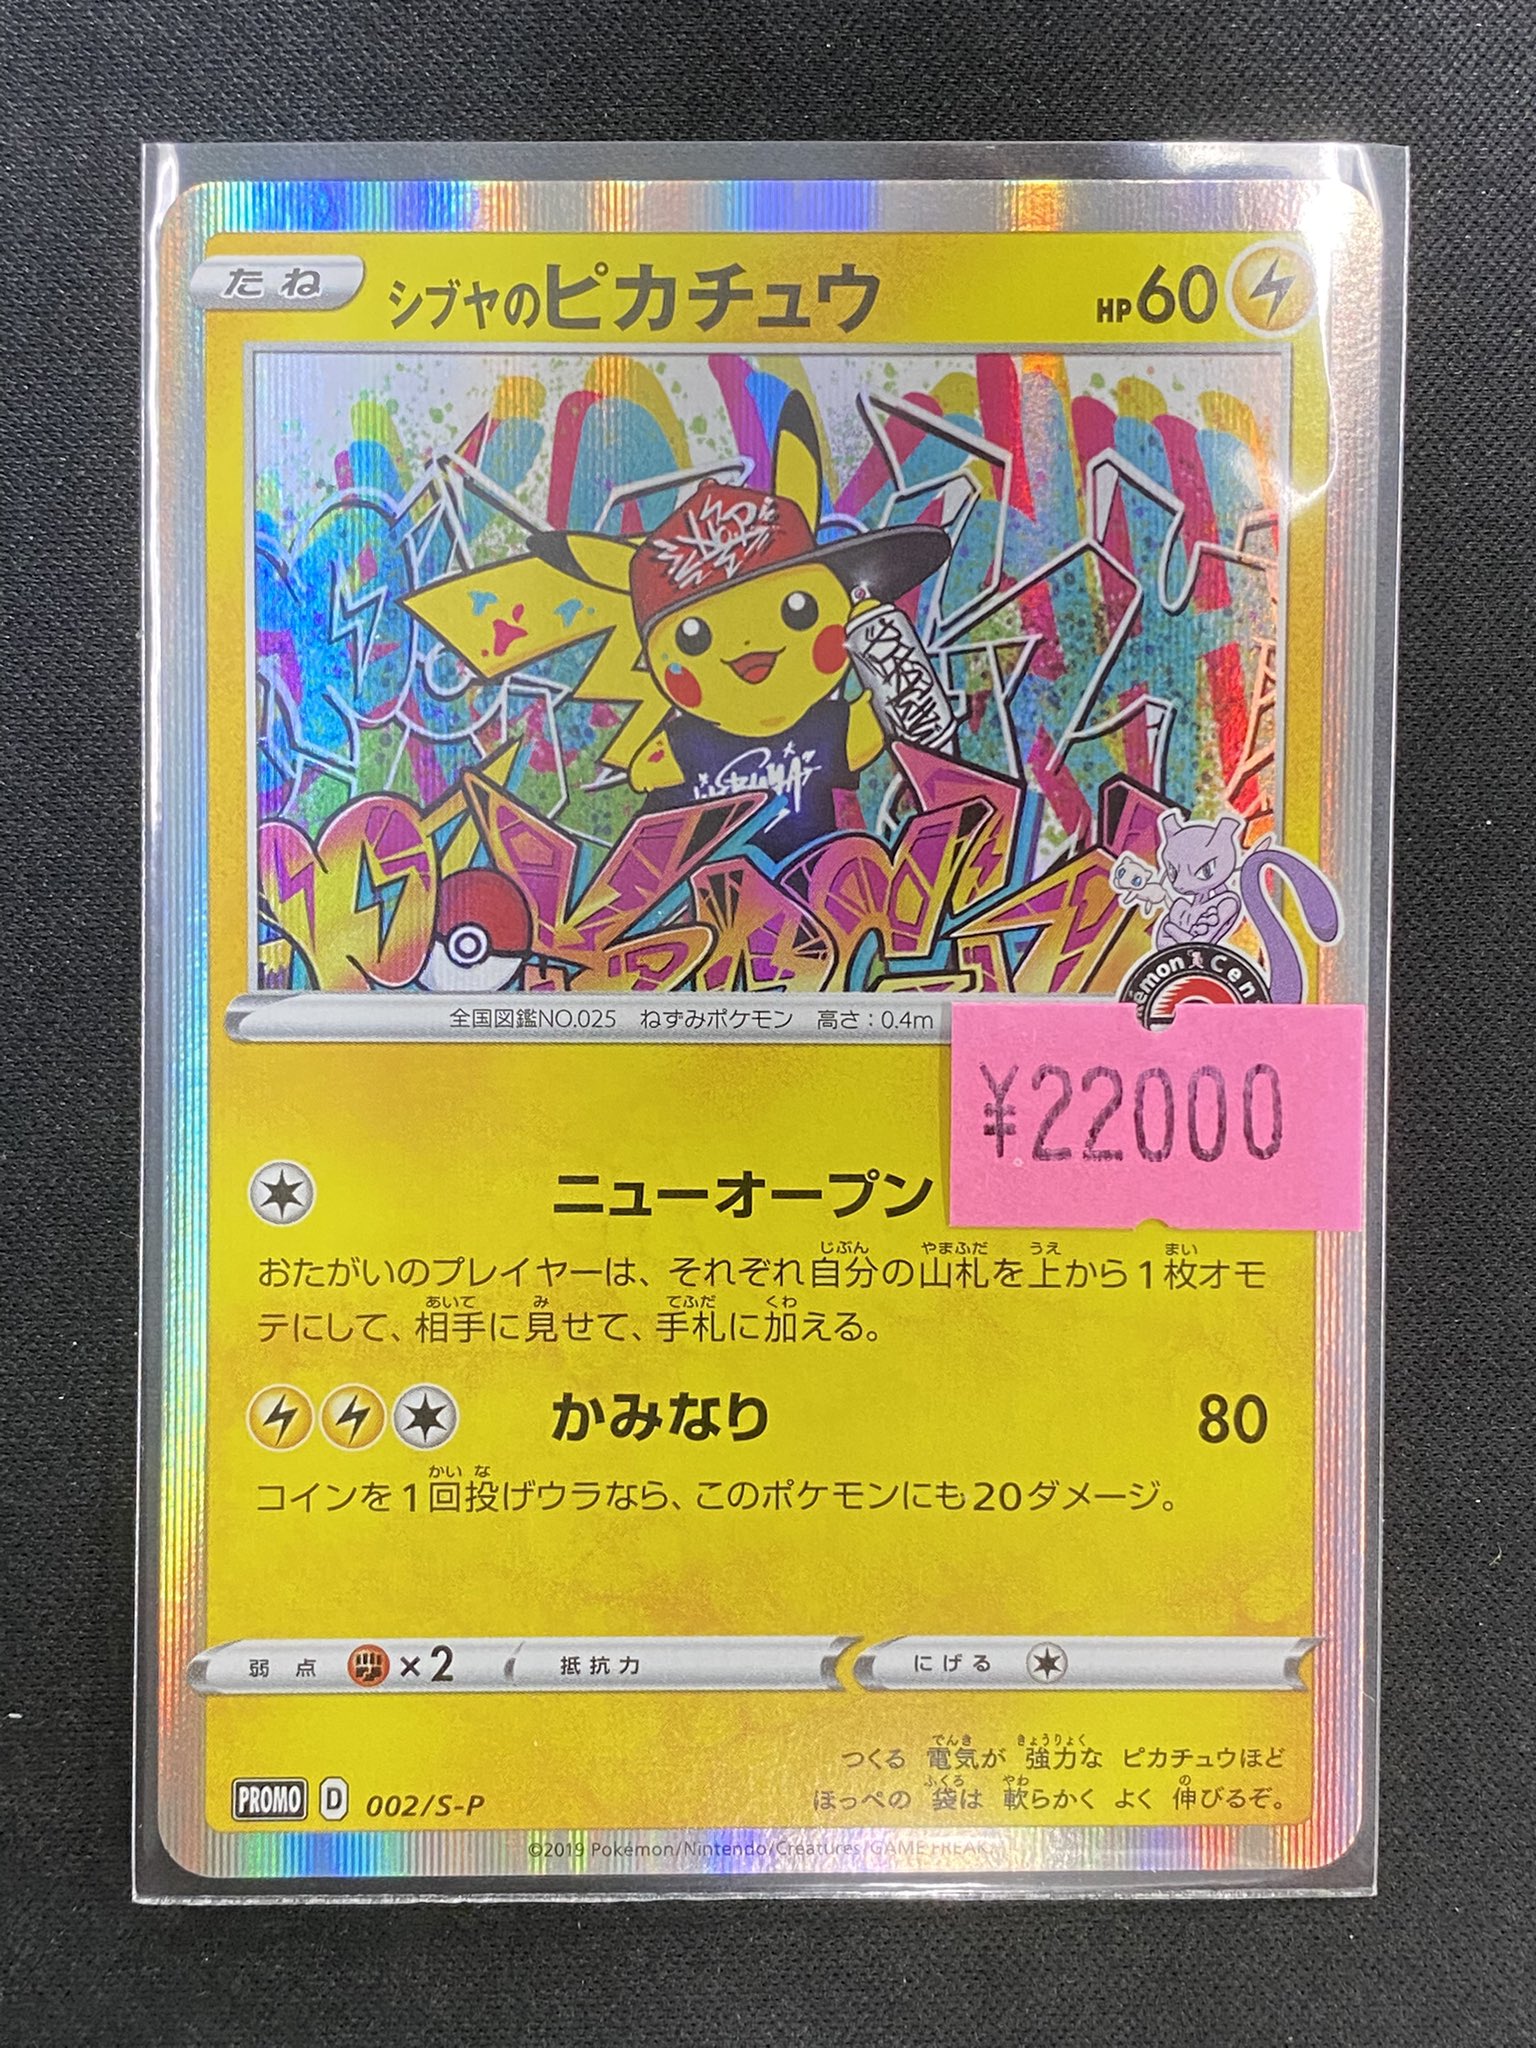 たね
シブヤのピカチュウ
HP60
全国図鑑NO.025 ねずみポケモン 高さ：0.4m
émon Cen
¥22000
ニューオープン
おたがいのプレイヤーは、それぞれ自分の山札を上から1枚オモ
テにして、相手に見せて、手札に加える。
かみなり 80
コインを1回投げウラなら、このポケモンにも20ダメージ。
弱点 ×2 抵抗力 にげる
つくる 電気が 強力な ピカチュウほど
ほっぺの 袋は 軟らかく よく 伸びるぞ。
PROMO D 002/S-P
©2019 Pokémon/Nintendo/Creatures/GAME FREAK.